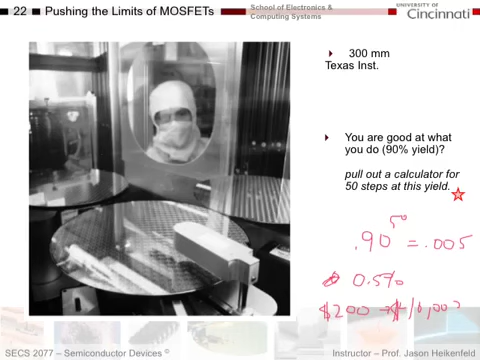 22 Pushing the Limits of MOSFETs
School of Electronics &
Computing Systems
UNIVERSITY OF
Cincinnati
300 mm
Texas Inst.
You are good at what
you do (90% yield)?
pull out a calculator for
50 steps at this yield.
.90^50 = .005
0.5%
$200
SECS 2077 – Semiconductor Devices ©
Instructor – Prof. Jason Heikenfeld